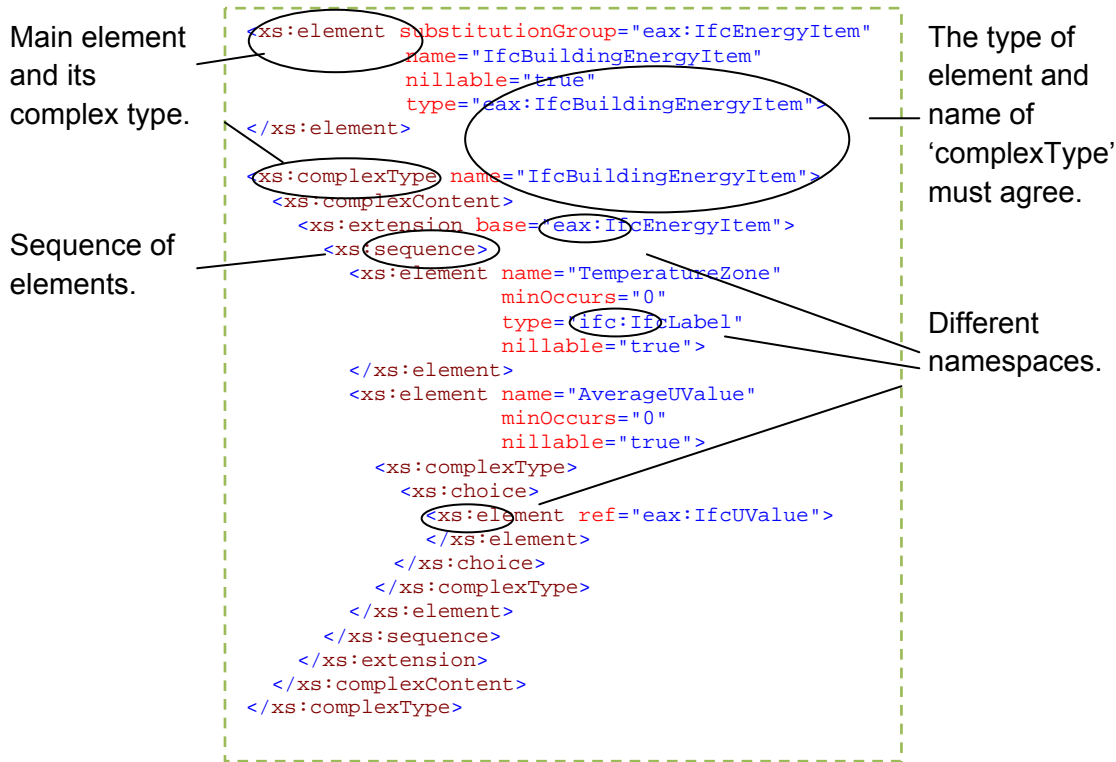 Main element
and its
complex type.
Sequence of
elements.
<xs:element substitutionGroup="eax:IfcEnergyItem"
name="IfcBuildingEnergyItem"
nillable="true"
type="eax:IfcBuildingEnergyItem">
</xs:element>
<xs:complexType name="IfcBuildingEnergyItem">
<xs:complexContent>
<xs:extension base="eax:IfcEnergyItem">
<xs:sequence>
<xs:element name="TemperatureZone"
minOccurs="0"
type="ifc:IfcLabel"
nillable="true">
</xs:element>
<xs:element name="AverageUValue"
minOccurs="0"
nillable="true">
<xs:complexType>
<xs:choice>
<xs:element ref="eax:IfcUValue">
</xs:element>
</xs:choice>
</xs:complexType>
</xs:element>
</xs:sequence>
</xs:extension>
</xs:complexContent>
</xs:complexType>
The type of
element and
name of
‘complexType’
must agree.
Different
namespaces.